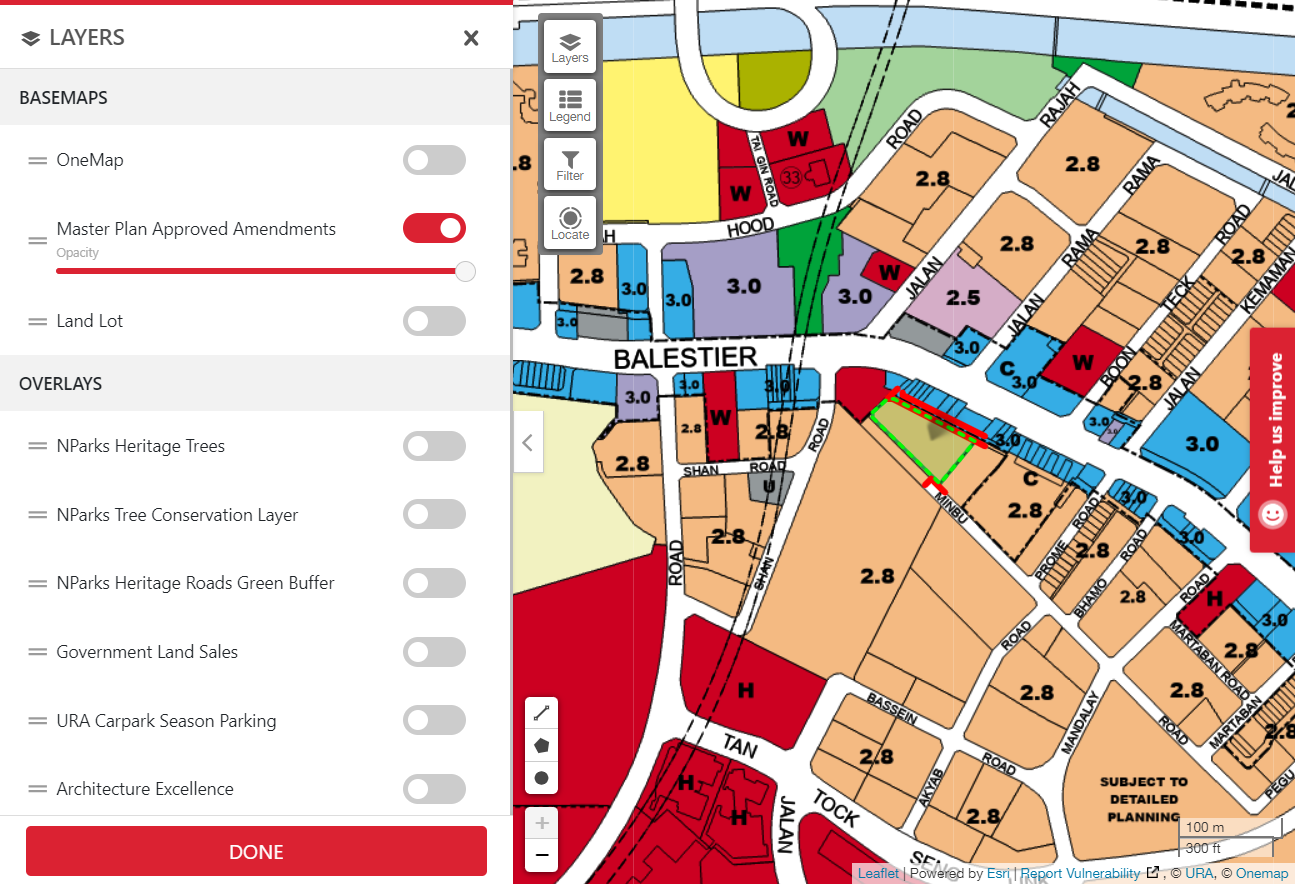 LAYERS
BASEMAPS
OneMap
Master Plan Approved Amendments
Opacity
Land Lot
OVERLAYS
NParks Heritage Trees
NParks Tree Conservation Layer
NParks Heritage Roads Green Buffer
Government Land Sales
URA Carpark Season Parking
Architecture Excellence
DONE
Layers
Legend
Filter
Locate
.8
W
TAI GIN ROAD
33
W
ROAD
2.8
RAJAH
2.8
RAMA
2
JAL
HOOD
AH
2.8
3.0
3.0
3.0
3.0
3.0
W
JALAN
2.5
2.8
RAMA
2.8
ROAD
2.8
KEMAMAN
TECK
JALAN
3.0
BALESTIER
C
3.0
W
BOON
2.8
JALAN
3.0
3.0
3.0
3.0
3.0
3.0
W
2.8
2.8
ROAD
3.0
2.8
SHAN ROAD
U
C
2.8
MINBU
3.0
3.0
2.8
ROAD
SHAN
2.8
PROME ROAD
2.8
BHAMO ROAD
2.8
ROAD
H
3.0
MARTABAN ROAD
2.8
ROAD
2.8
2.8
MANDALAY
ROAD
MARTABAN
2.8
PEGU
H
BASSEIN
ROAD
TAN
2.8
AKYAB
2.8
H
H
JALAN
TOCK
SENG
LINK
SUBJECT TO
DETAILED
PLANNING
Help us improve
+
−
100 m
300 ft
Leaflet | Powered by Esri | Report Vulnerability , © URA, © Onemap